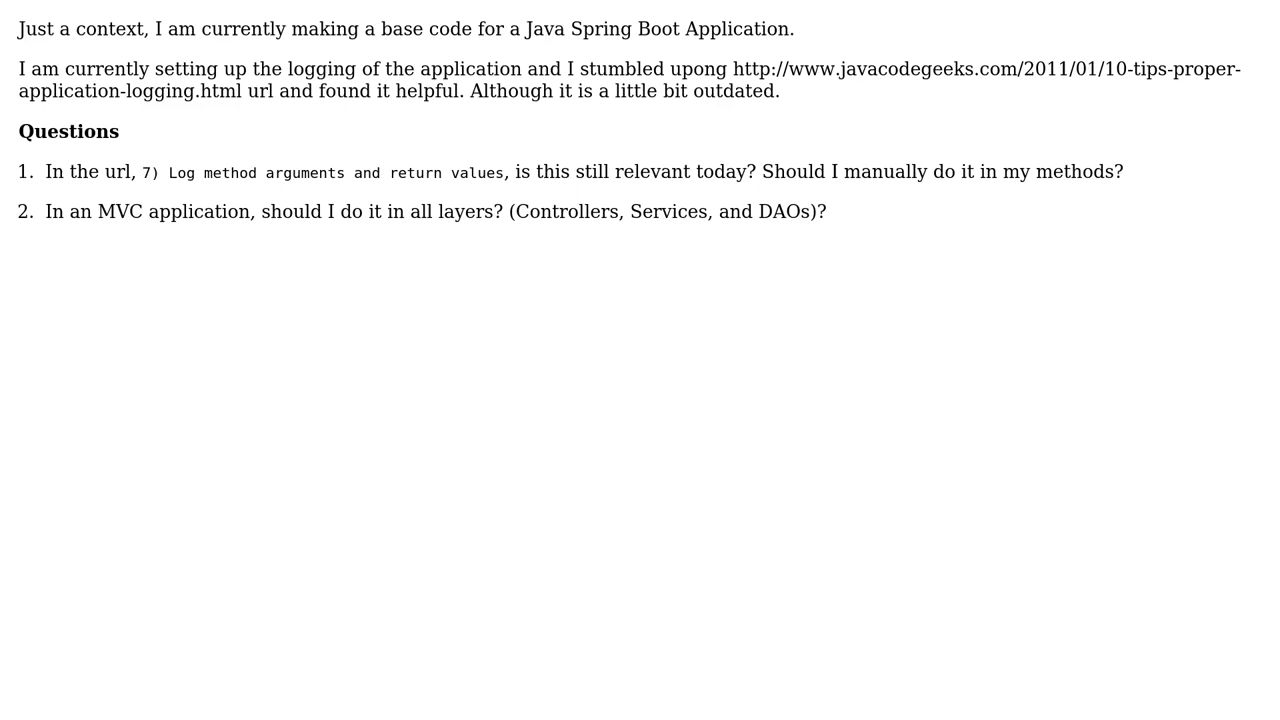 Just a context, I am currently making a base code for a Java Spring Boot Application.
I am currently setting up the logging of the application and I stumbled upong http://www.javacodegeeks.com/2011/01/10-tips-proper-
application-logging.html url and found it helpful. Although it is a little bit outdated.
Questions
1. In the url, 7) Log method arguments and return values, is this still relevant today? Should I manually do it in my methods?
2. In an MVC application, should I do it in all layers? (Controllers, Services, and DAOs)?